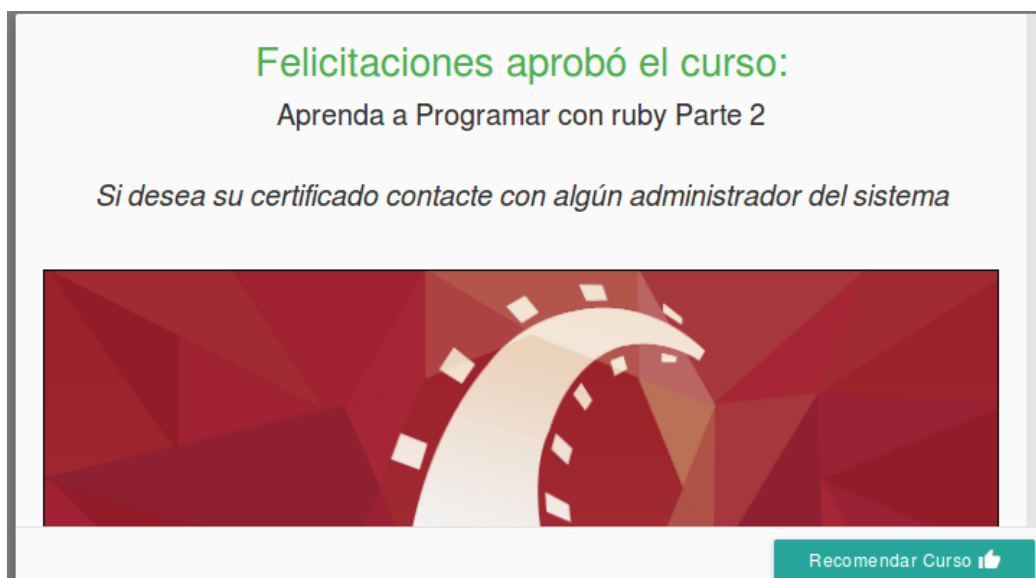 Felicitaciones aprobó el curso:
Aprenda a Programar con ruby Parte 2
Si desea su certificado contacte con algún administrador del sistema
Recomendar Curso